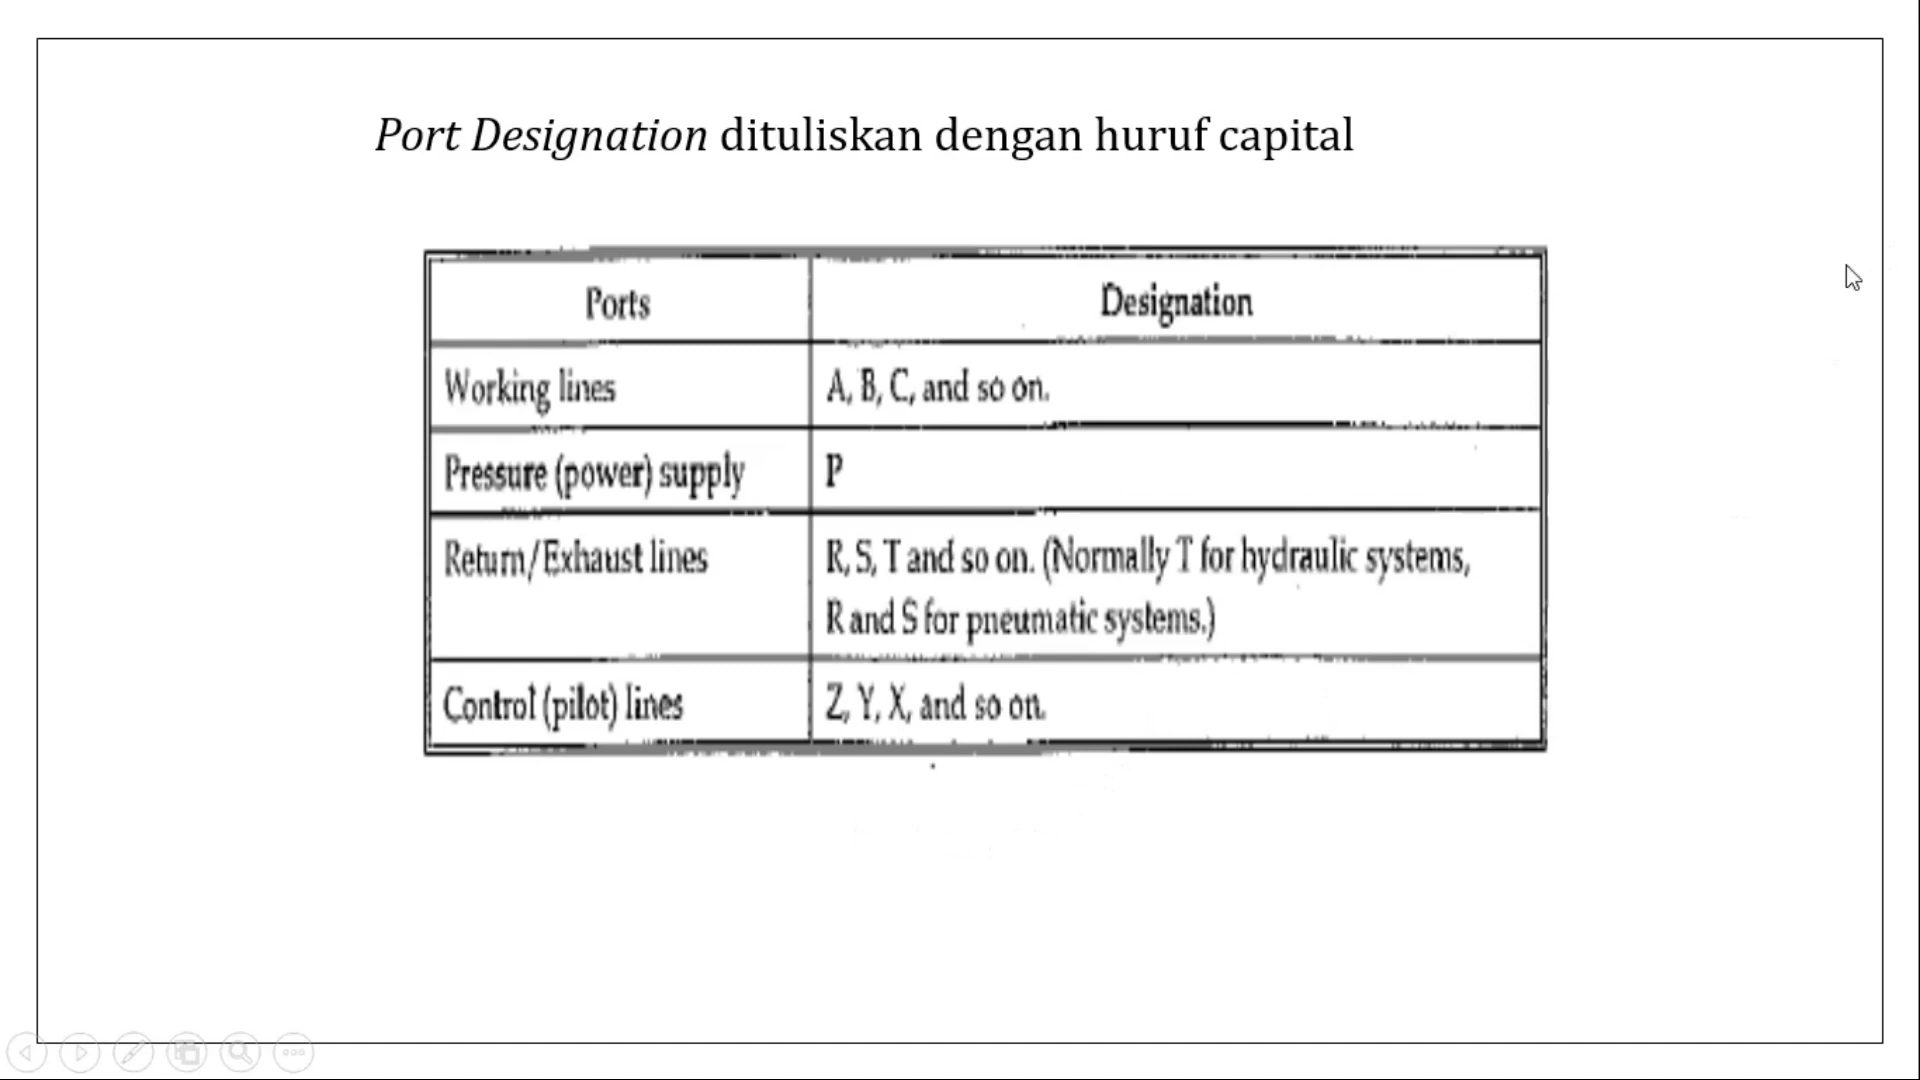 Port Designation dituliskan dengan huruf capital
Ports Designation
Working lines A, B, C, and so on.
Pressure (power) supply P
Return/Exhaust lines R, S, T and so on. (Normally T for hydraulic systems,
R and S for pneumatic systems.)
Control (pilot) lines Z, Y, X, and so on.